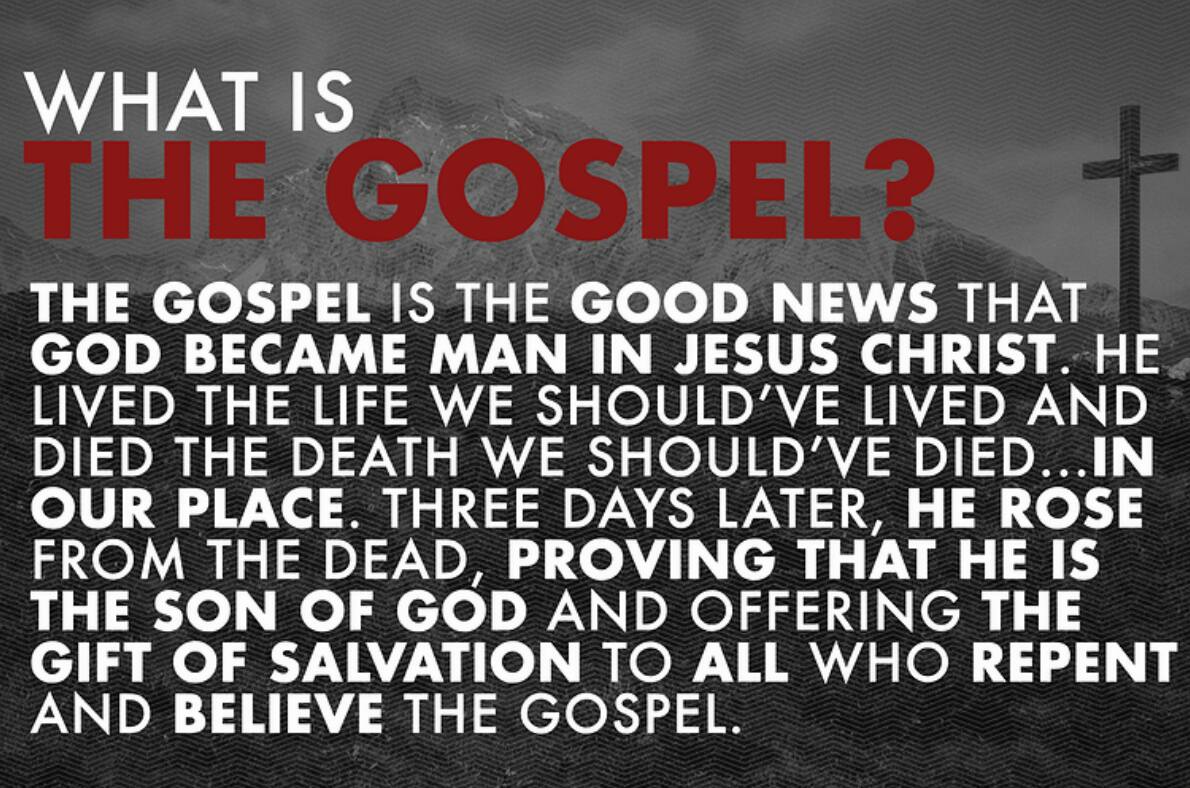 WHAT IS
THE GOSPEL?
THE GOSPEL IS THE GOOD NEWS THAT
GOD BECAME MAN IN JESUS CHRIST. HE
LIVED THE LIFE WE SHOULD'VE LIVED AND
DIED THE DEATH WE SHOULD'VE DIED...IN
OUR PLACE. THREE DAYS LATER, HE ROSE
FROM THE DEAD, PROVING THAT HE IS
THE SON OF GOD AND OFFERING THE
GIFT OF SALVATION TO ALL WHO REPENT
AND BELIEVE THE GOSPEL.